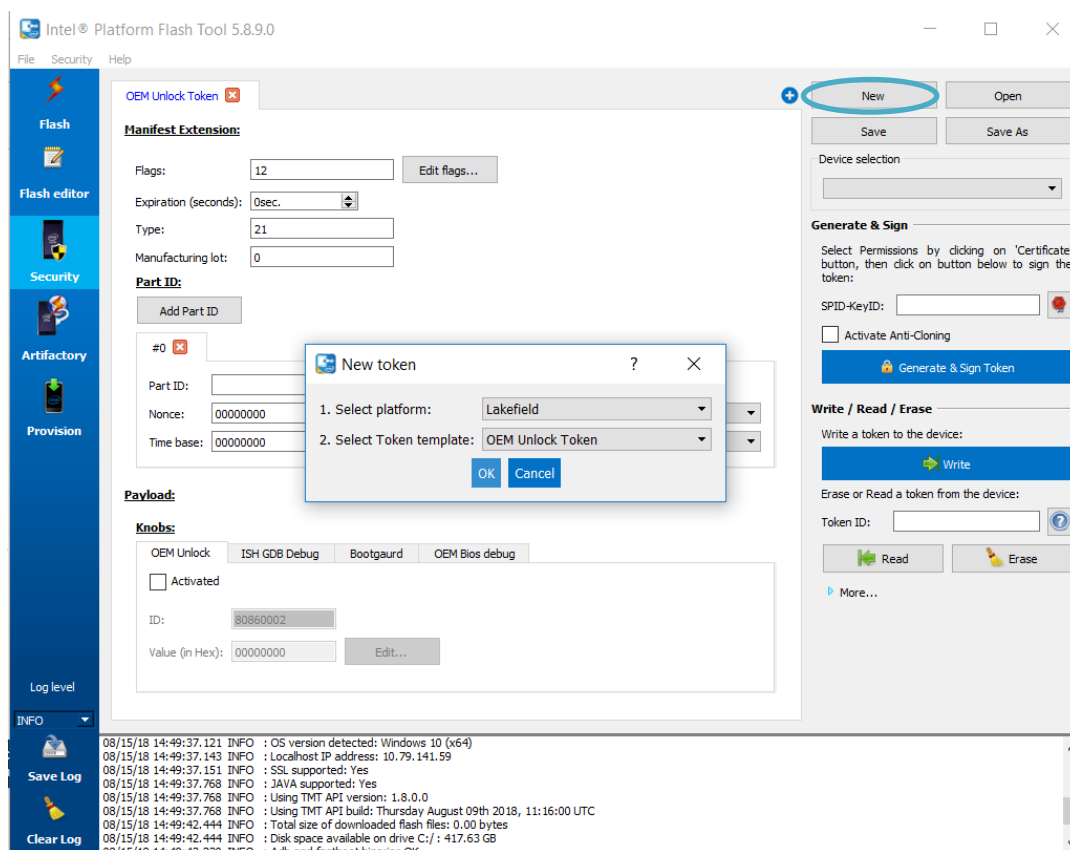 Intel® Platform Flash Tool 5.8.9.0
File Security Help
Flash
Flash editor
Security
Artifactory
Provision
Log level
INFO
Save Log
Clear Log
OEM Unlock Token
Manifest Extension:
Flags: 12 Edit flags...
Expiration (seconds): 0sec.
Type: 21
Manufacturing lot: 0
Part ID:
Add Part ID
#0
Part ID:
Nonce: 00000000
Time base: 00000000
Payload:
Knobs:
OEM Unlock ISH GDB Debug Bootgaurd OEM Bios debug
Activated
ID: 80860002
Value (in Hex): 00000000 Edit...
New token ?
1. Select platform: Lakefield
2. Select Token template: OEM Unlock Token
OK Cancel
New Open
Save Save As
Device selection
Generate & Sign
Select Permissions by clicking on 'Certificate'
button, then click on button below to sign the
token:
SPID-KeyID:
Activate Anti-Cloning
Generate & Sign Token
Write / Read / Erase
Write a token to the device:
Write
Erase or Read a token from the device:
Token ID: ?
Read Erase
More...
08/15/18 14:49:37.121 INFO : OS version detected: Windows 10 (x64)
08/15/18 14:49:37.143 INFO : Localhost IP address: 10.79.141.59
08/15/18 14:49:37.151 INFO : SSL supported: Yes
08/15/18 14:49:37.768 INFO : JAVA supported: Yes
08/15/18 14:49:37.768 INFO : Using TMT API version: 1.8.0.0
08/15/18 14:49:37.768 INFO : Using TMT API build: Thursday August 09th 2018, 11:16:00 UTC
08/15/18 14:49:42.444 INFO : Total size of downloaded flash files: 0.00 bytes
08/15/18 14:49:42.444 INFO : Disk space available on drive C:/ : 417.63 GB